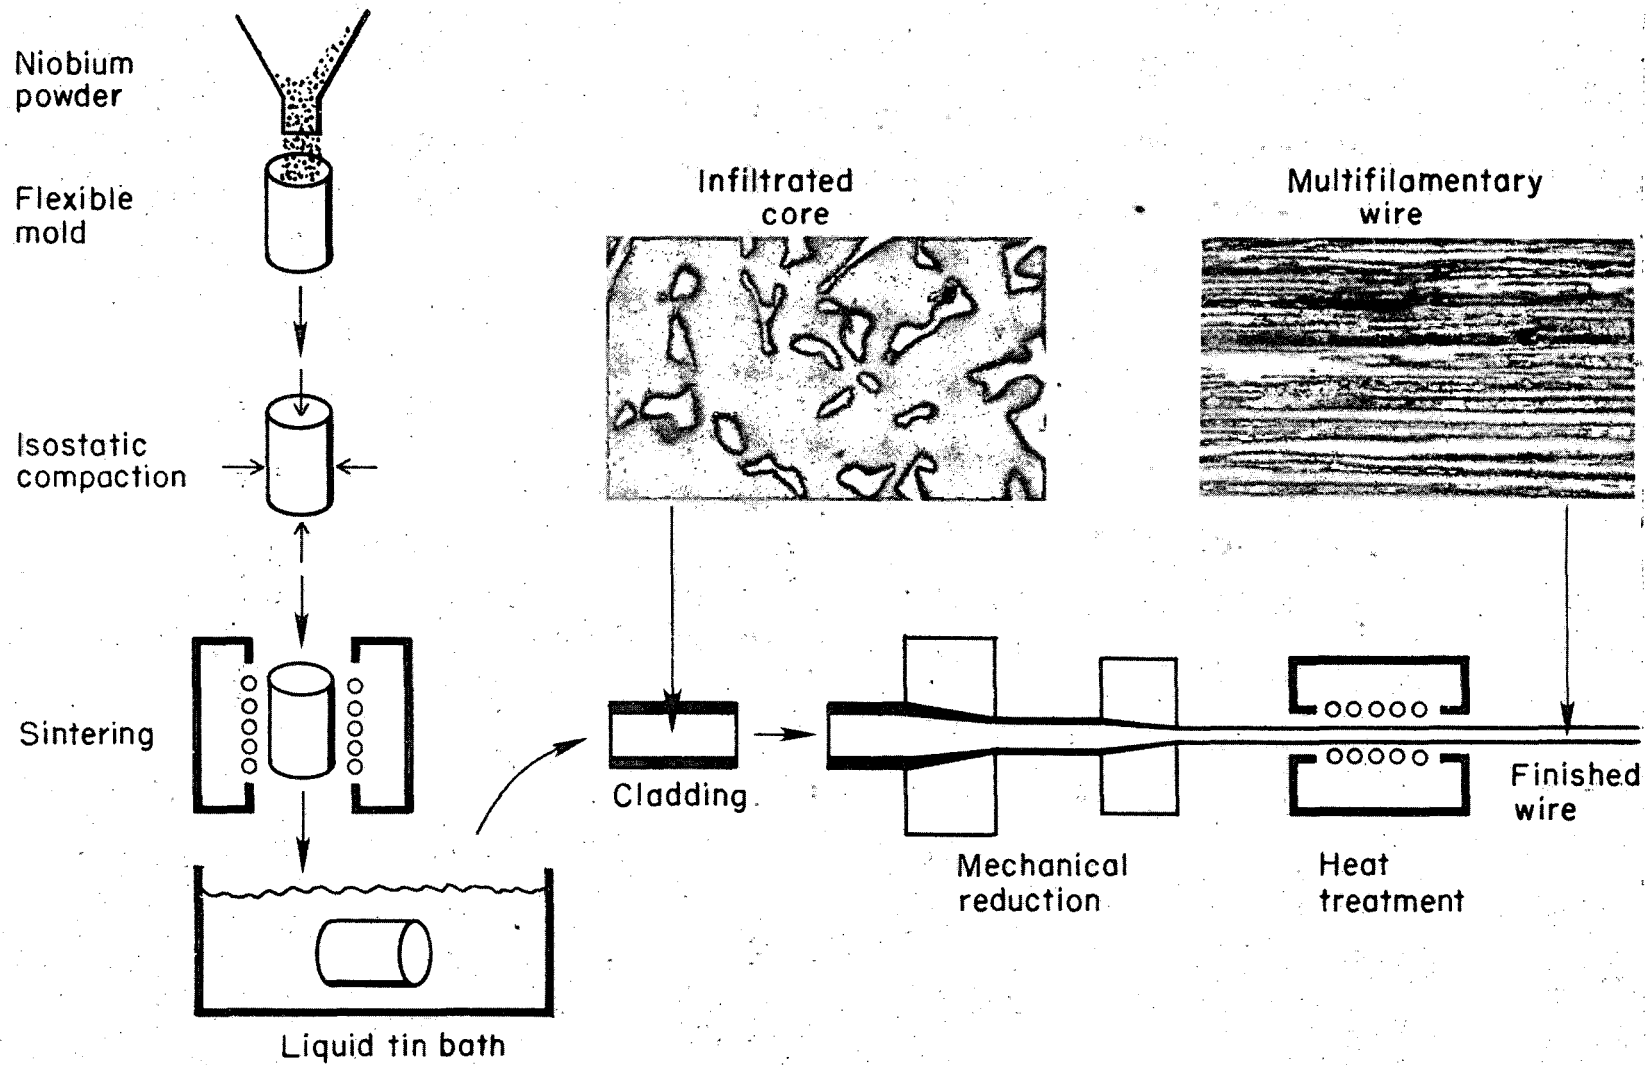 Niobium
powder
Flexible
mold
Isostatic
compaction
Sintering
Liquid tin bath
Infiltrated
core
Cladding
Mechanical
reduction
Heat
treatment
Multifilamentary
wire
Finished
wire